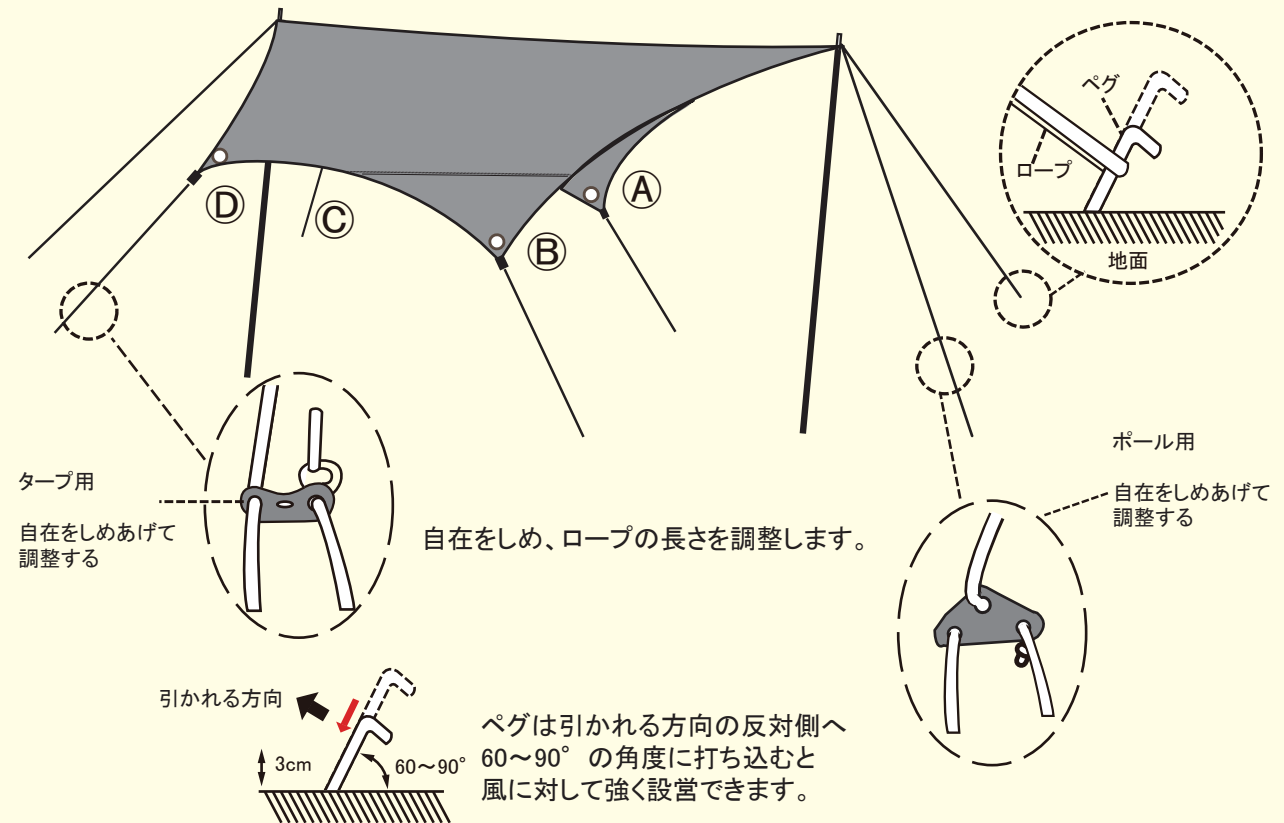 ペグ
ロープ
地面
Ⓐ
Ⓓ
Ⓒ
Ⓑ
タープ用
自在をしめあげて
調整する
自在をしめ、ロープの長さを調整します。
ポール用
自在をしめあげて
調整する
引かれる方向
3cm
60～90°
ペグは引かれる方向の反対側へ
60～90° の角度に打ち込むと
風に対して強く設営できます。